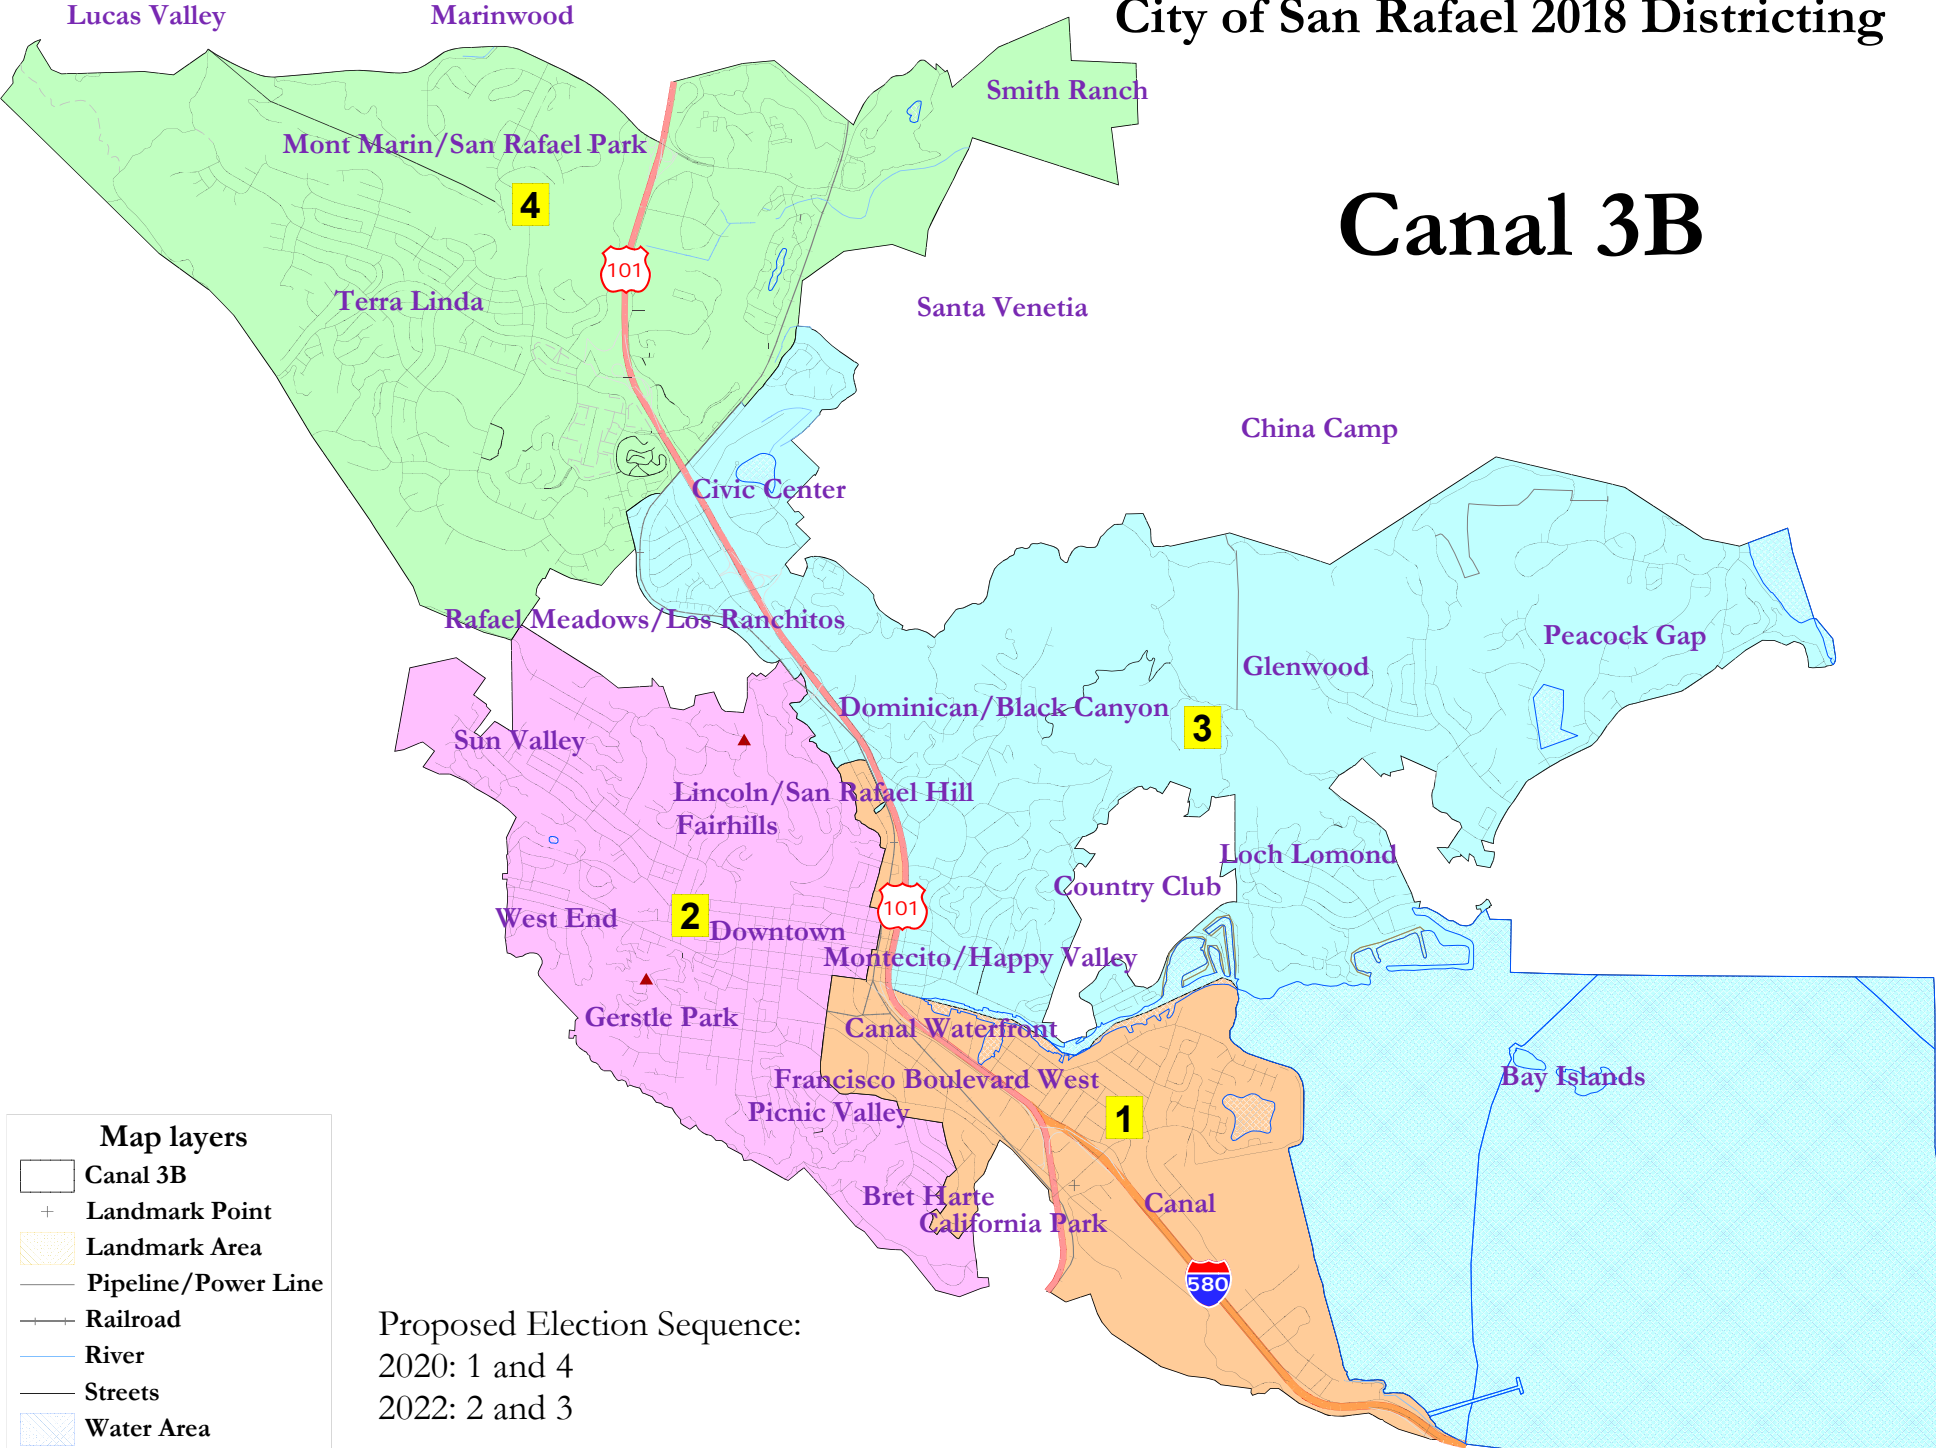 Lucas Valley
Marinwood
City of San Rafael 2018 Districting
Smith Ranch
Mont Marin/San Rafael Park
4
Canal 3B
101
Terra Linda
Santa Venetia
China Camp
Civic Center
Rafael Meadows/Los Ranchitos
Peacock Gap
Glenwood
Dominican/Black Canyon
3
Sun Valley
Lincoln/San Rafael Hill
Fairhills
Loch Lomond
Country Club
101
West End
2
Downtown
Montecito/Happy Valley
Gerstle Park
Canal Waterfront
Francisco Boulevard West
Bay Islands
Picnic Valley
1
Bret Harte
Canal
California Park
580
Map layers
Canal 3B
Landmark Point
Landmark Area
Pipeline/Power Line
Railroad
River
Streets
Water Area
Proposed Election Sequence:
2020: 1 and 4
2022: 2 and 3